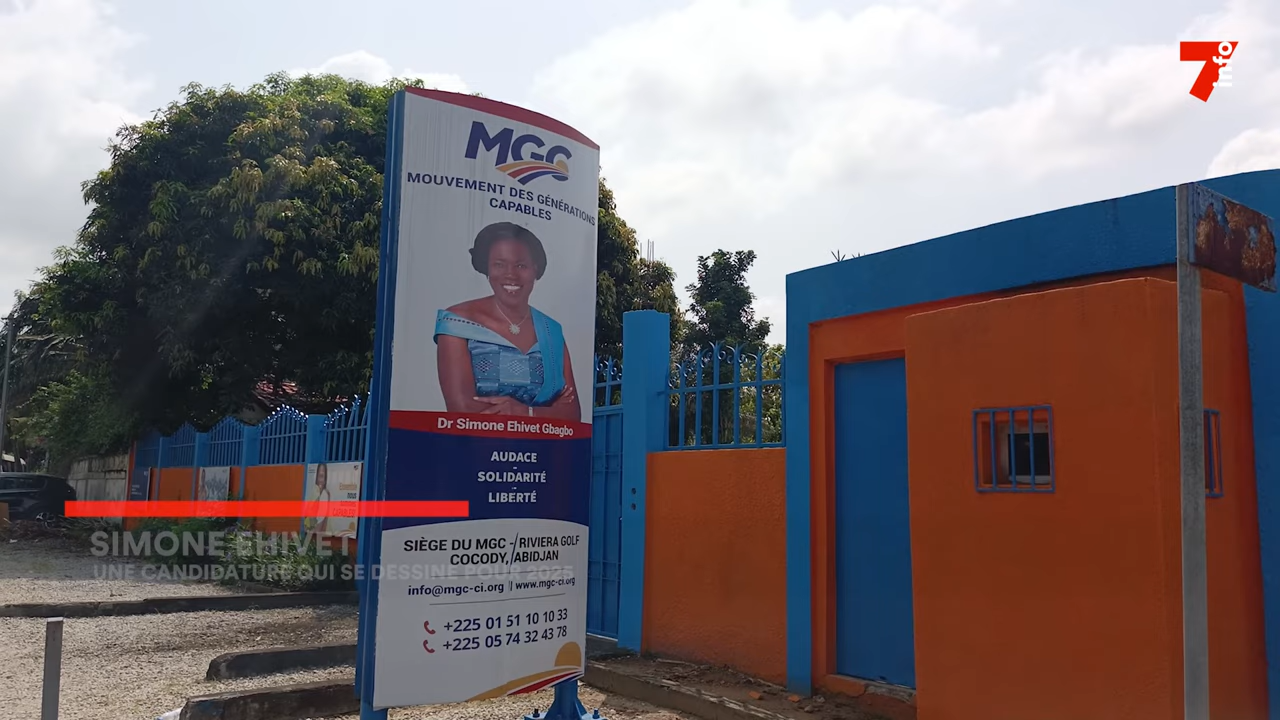 7info
MGC
MOUVEMENT DES GÉNÉRATIONS
CAPABLES
Dr Simone Ehivet Gbagbo
AUDACE
-
SOLIDARITÉ
-
LIBERTÉ
SIÈGE DU MGC - RIVIERA GOLF
COCODY, ABIDJAN
info@mgc-ci.org | www.mgc-ci.org
+225 01 51 10 10 33
+225 05 74 32 43 78
SIMONE EHIVET
UNE CANDIDATURE QUI SE DESSINE POUR 2025